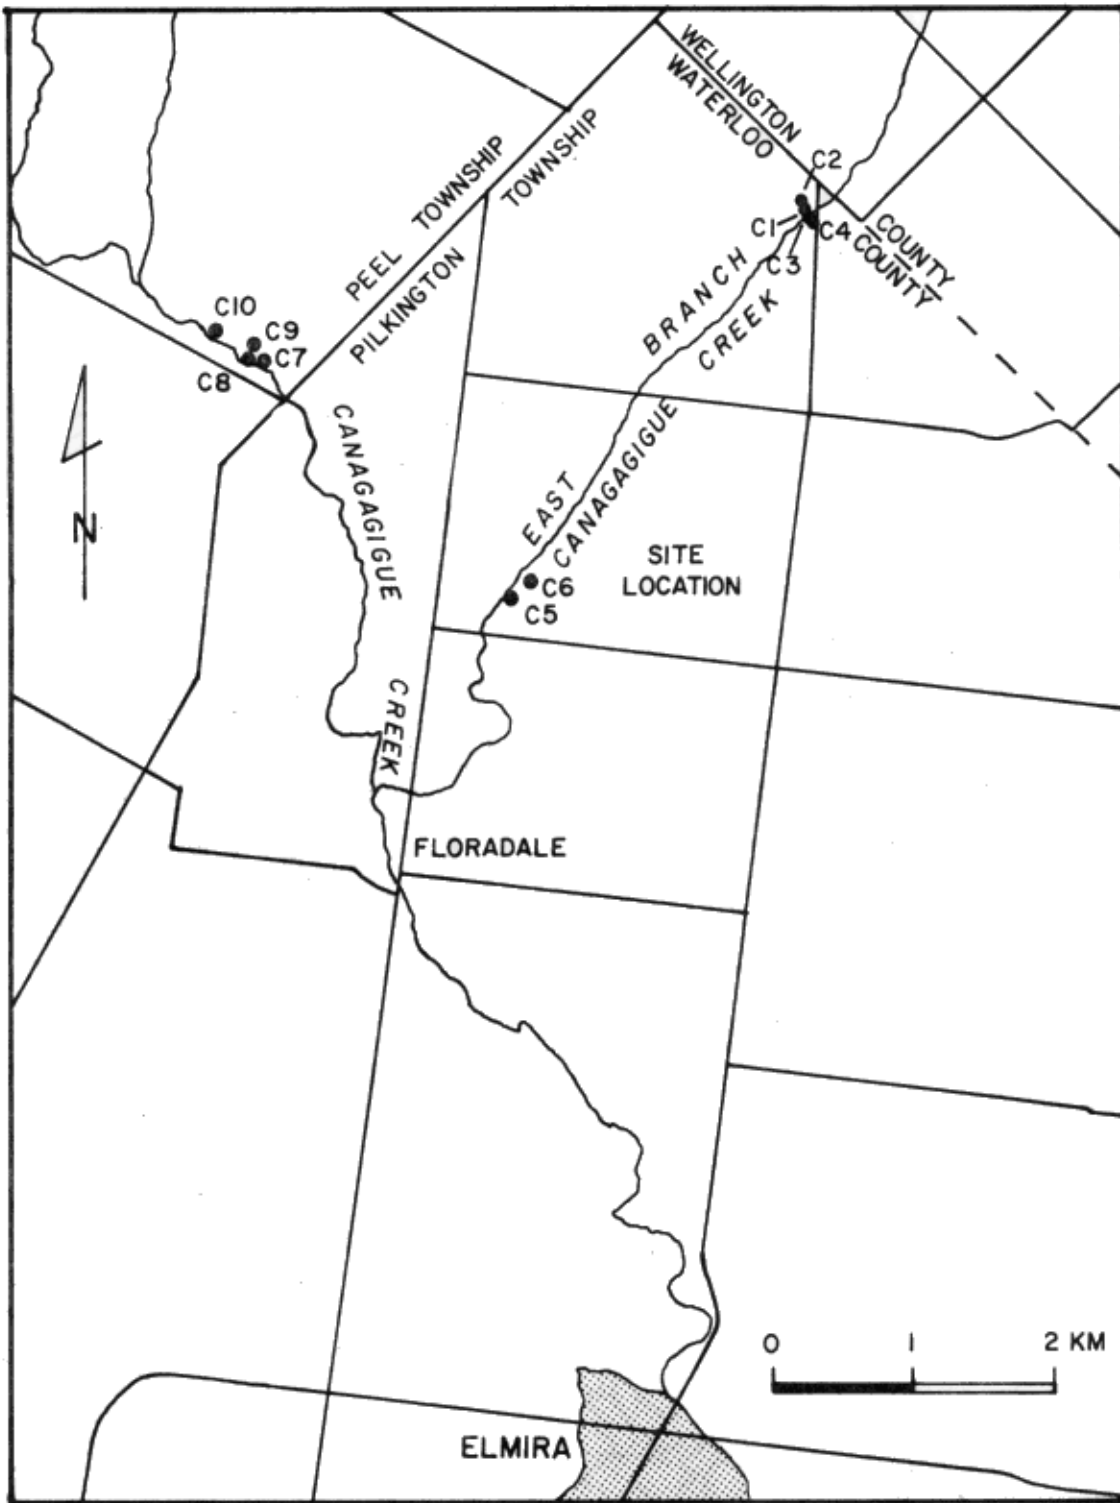 WELLINGTON
WATERLOO
COUNTY
COUNTY
PEEL TOWNSHIP
PILKINGTON TOWNSHIP
C2
C1
C4
C3
EAST BRANCH
CANAGAGIGUE CREEK
C10
C9
C7
C8
N
CANAGAGIGUE CREEK
SITE
LOCATION
C6
C5
FLORADALE
0 1 2 KM
ELMIRA